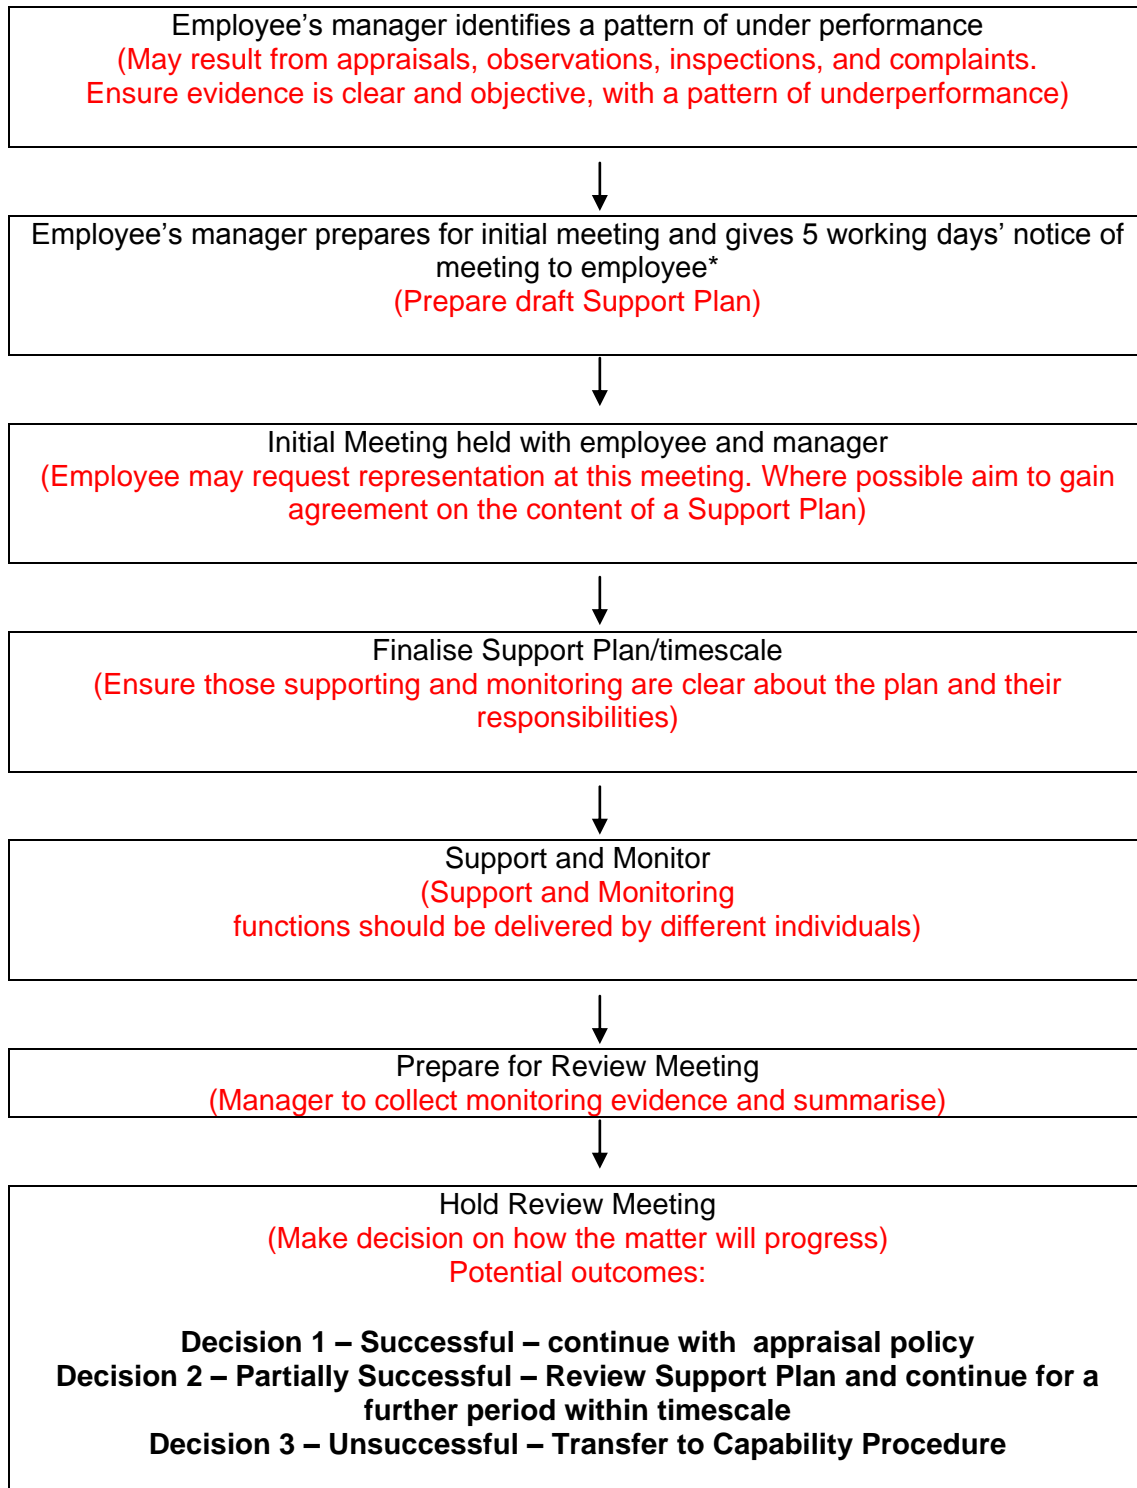 Employee’s manager identifies a pattern of under performance
(May result from appraisals, observations, inspections, and complaints.
Ensure evidence is clear and objective, with a pattern of underperformance)
Employee’s manager prepares for initial meeting and gives 5 working days’ notice of
meeting to employee*
(Prepare draft Support Plan)
Initial Meeting held with employee and manager
(Employee may request representation at this meeting. Where possible aim to gain
agreement on the content of a Support Plan)
Finalise Support Plan/timescale
(Ensure those supporting and monitoring are clear about the plan and their
responsibilities)
Support and Monitor
(Support and Monitoring
functions should be delivered by different individuals)
Prepare for Review Meeting
(Manager to collect monitoring evidence and summarise)
Hold Review Meeting
(Make decision on how the matter will progress)
Potential outcomes:
Decision 1 – Successful – continue with  appraisal policy
Decision 2 – Partially Successful – Review Support Plan and continue for a
further period within timescale
Decision 3 – Unsuccessful – Transfer to Capability Procedure